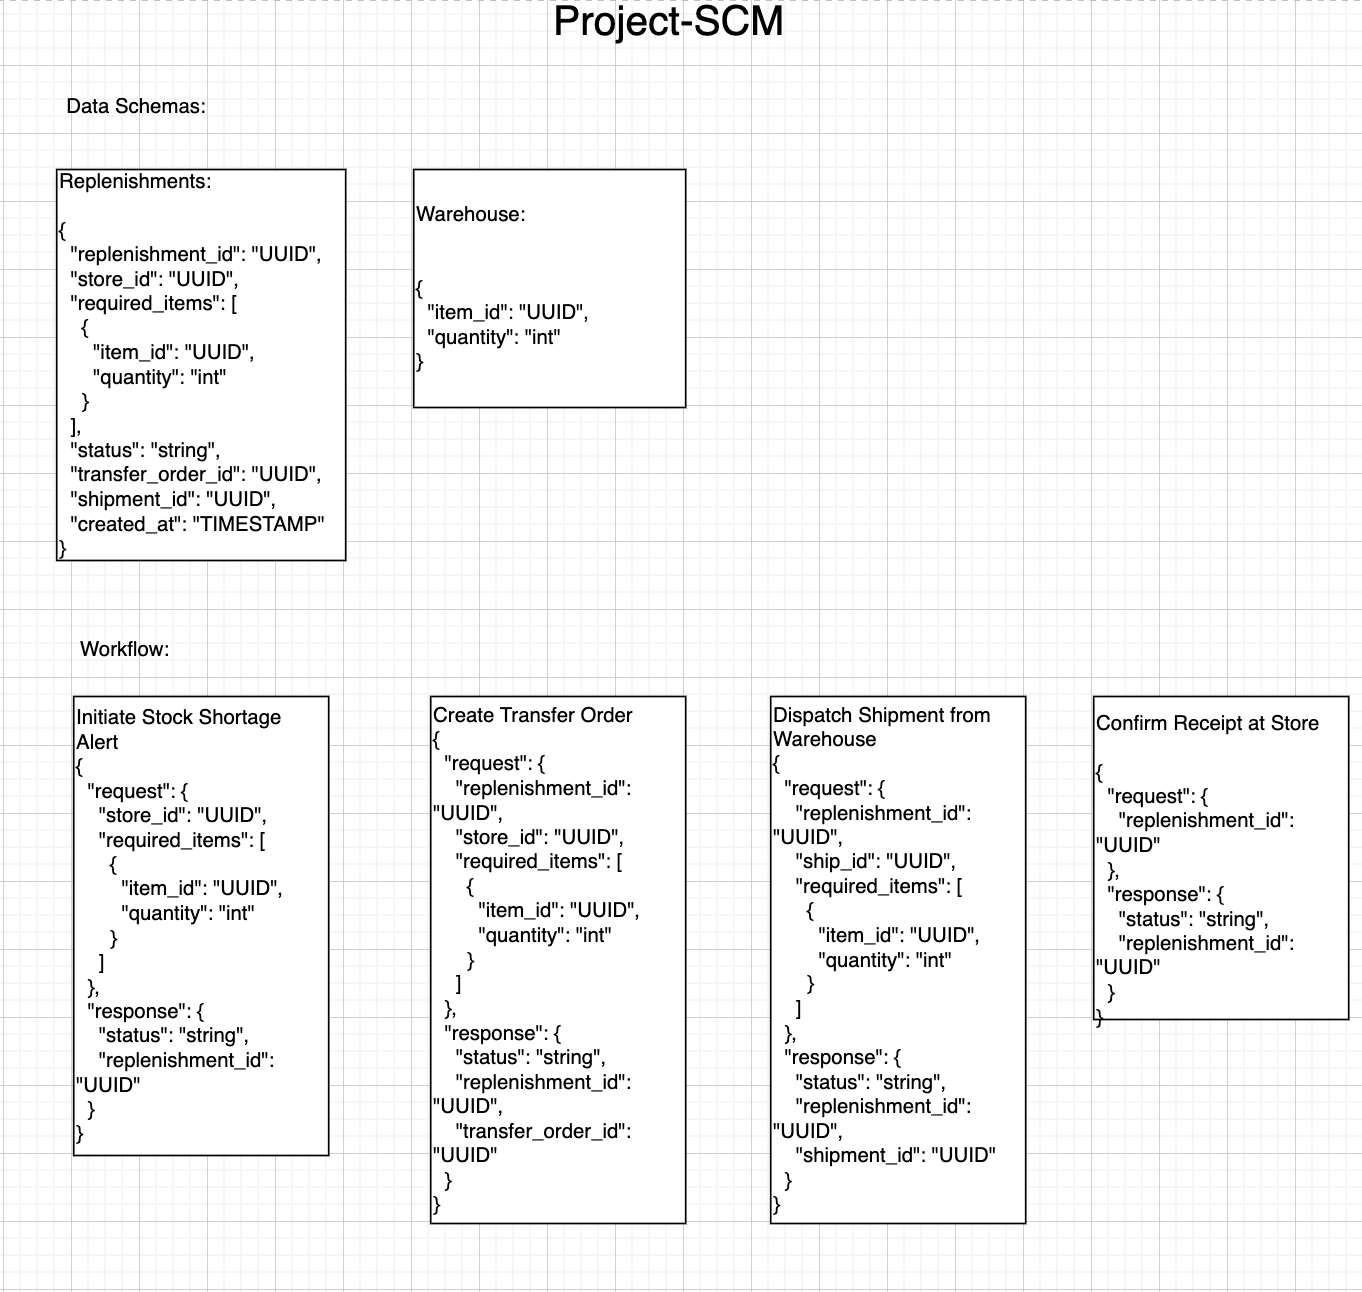 Project-SCM
Data Schemas:
Replenishments:
{
"replenishment_id": "UUID",
"store_id": "UUID",
"required_items": [
{
"item_id": "UUID",
"quantity": "int"
}
],
"status": "string",
"transfer_order_id": "UUID",
"shipment_id": "UUID",
"created_at": "TIMESTAMP"
}
Warehouse:
{
"item_id": "UUID",
"quantity": "int"
}
Workflow:
Initiate Stock Shortage
Alert
{
"request": {
"store_id": "UUID",
"required_items": [
{
"item_id": "UUID",
"quantity": "int"
}
]
},
"response": {
"status": "string",
"replenishment_id":
"UUID"
}
}
Create Transfer Order
{
"request": {
"replenishment_id":
"UUID",
"store_id": "UUID",
"required_items": [
{
"item_id": "UUID",
"quantity": "int"
}
]
},
"response": {
"status": "string",
"replenishment_id":
"UUID",
"transfer_order_id":
"UUID"
}
}
Dispatch Shipment from
Warehouse
{
"request": {
"replenishment_id":
"UUID",
"ship_id": "UUID",
"required_items": [
{
"item_id": "UUID",
"quantity": "int"
}
]
},
"response": {
"status": "string",
"replenishment_id":
"UUID",
"shipment_id": "UUID"
}
}
Confirm Receipt at Store
{
"request": {
"replenishment_id":
"UUID"
},
"response": {
"status": "string",
"replenishment_id":
"UUID"
}
}